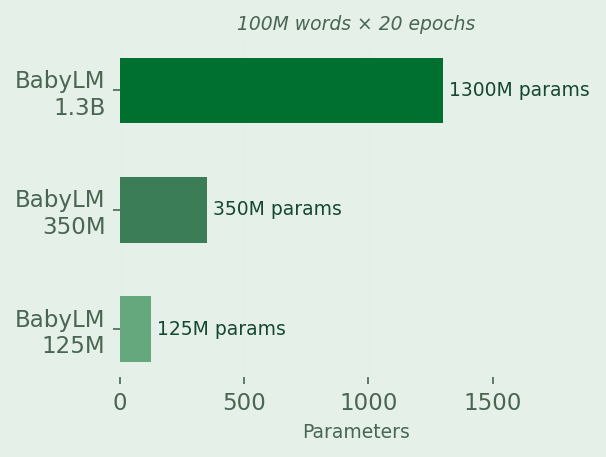 100M words × 20 epochs
BabyLM
1.3B
1300M params
BabyLM
350M
350M params
BabyLM
125M
125M params
0 500 1000 1500
Parameters